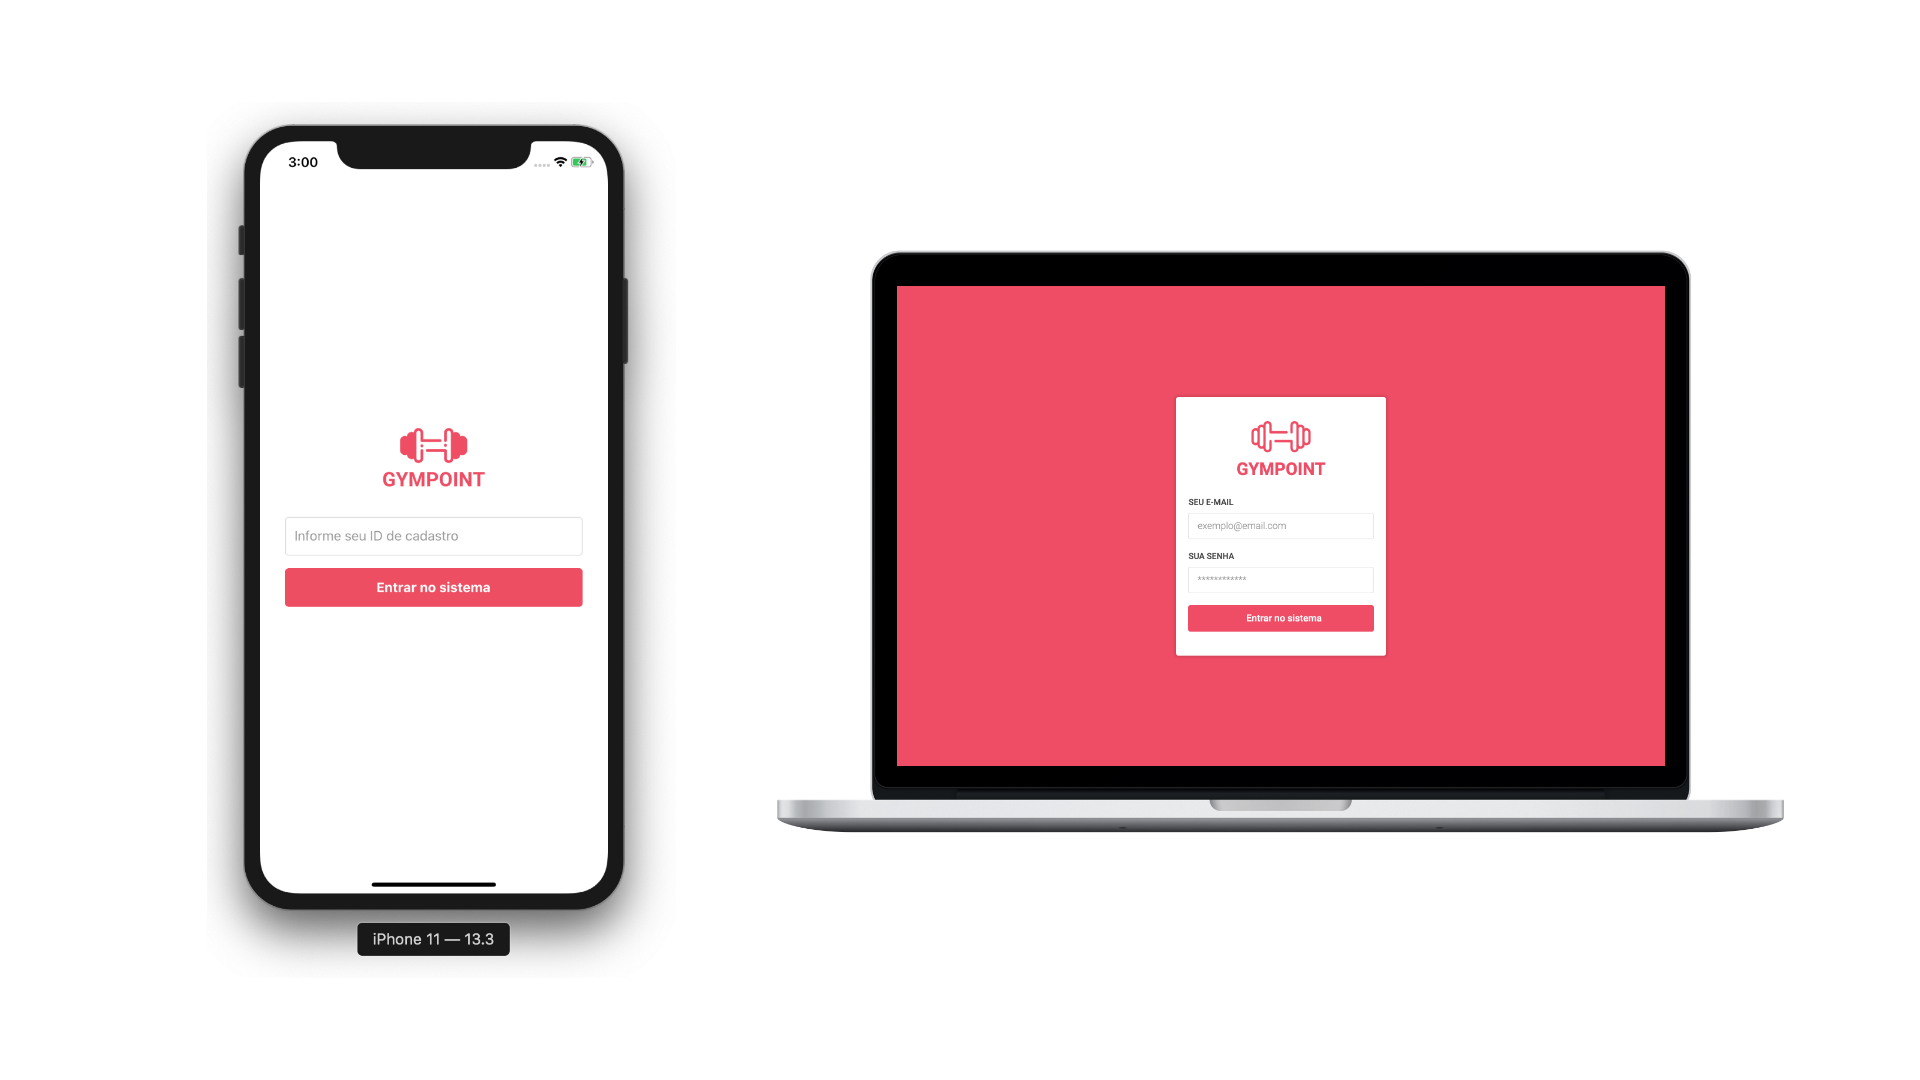 3:00
GYMPOINT
Informe seu ID de cadastro
Entrar no sistema
iPhone 11 — 13.3
GYMPOINT
SEU E-MAIL
exemplo@email.com
SUA SENHA
************
Entrar no sistema